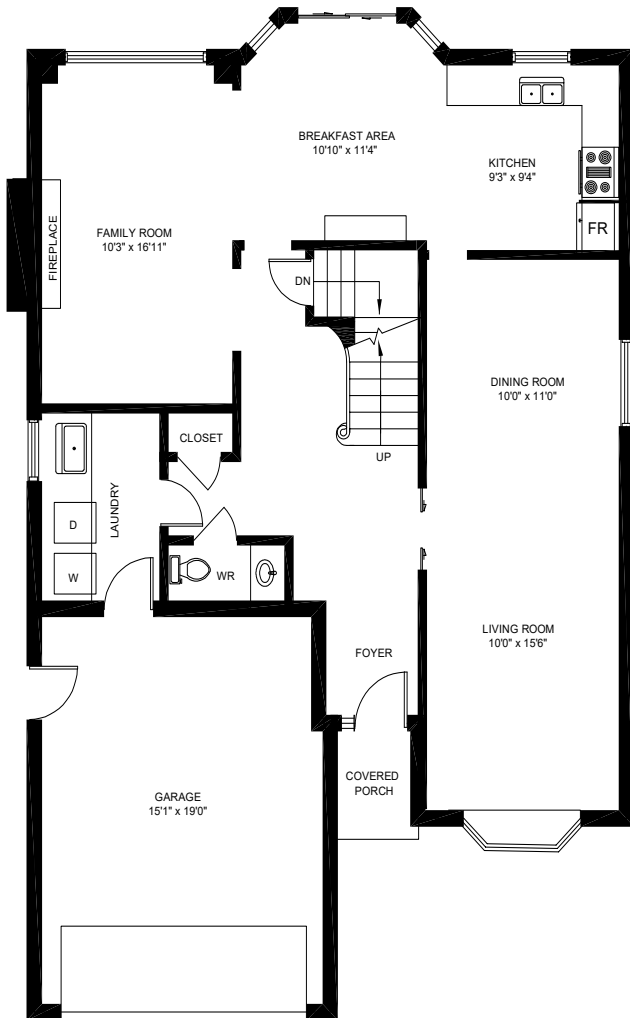 BREAKFAST AREA
10'10" x 11'4"
KITCHEN
9'3" x 9'4"
FR
FAMILY ROOM
10'3" x 16'11"
FIREPLACE
DN
DINING ROOM
10'0" x 11'0"
CLOSET
UP
LAUNDRY
D
W
WR
LIVING ROOM
10'0" x 15'6"
FOYER
COVERED
PORCH
GARAGE
15'1" x 19'0"